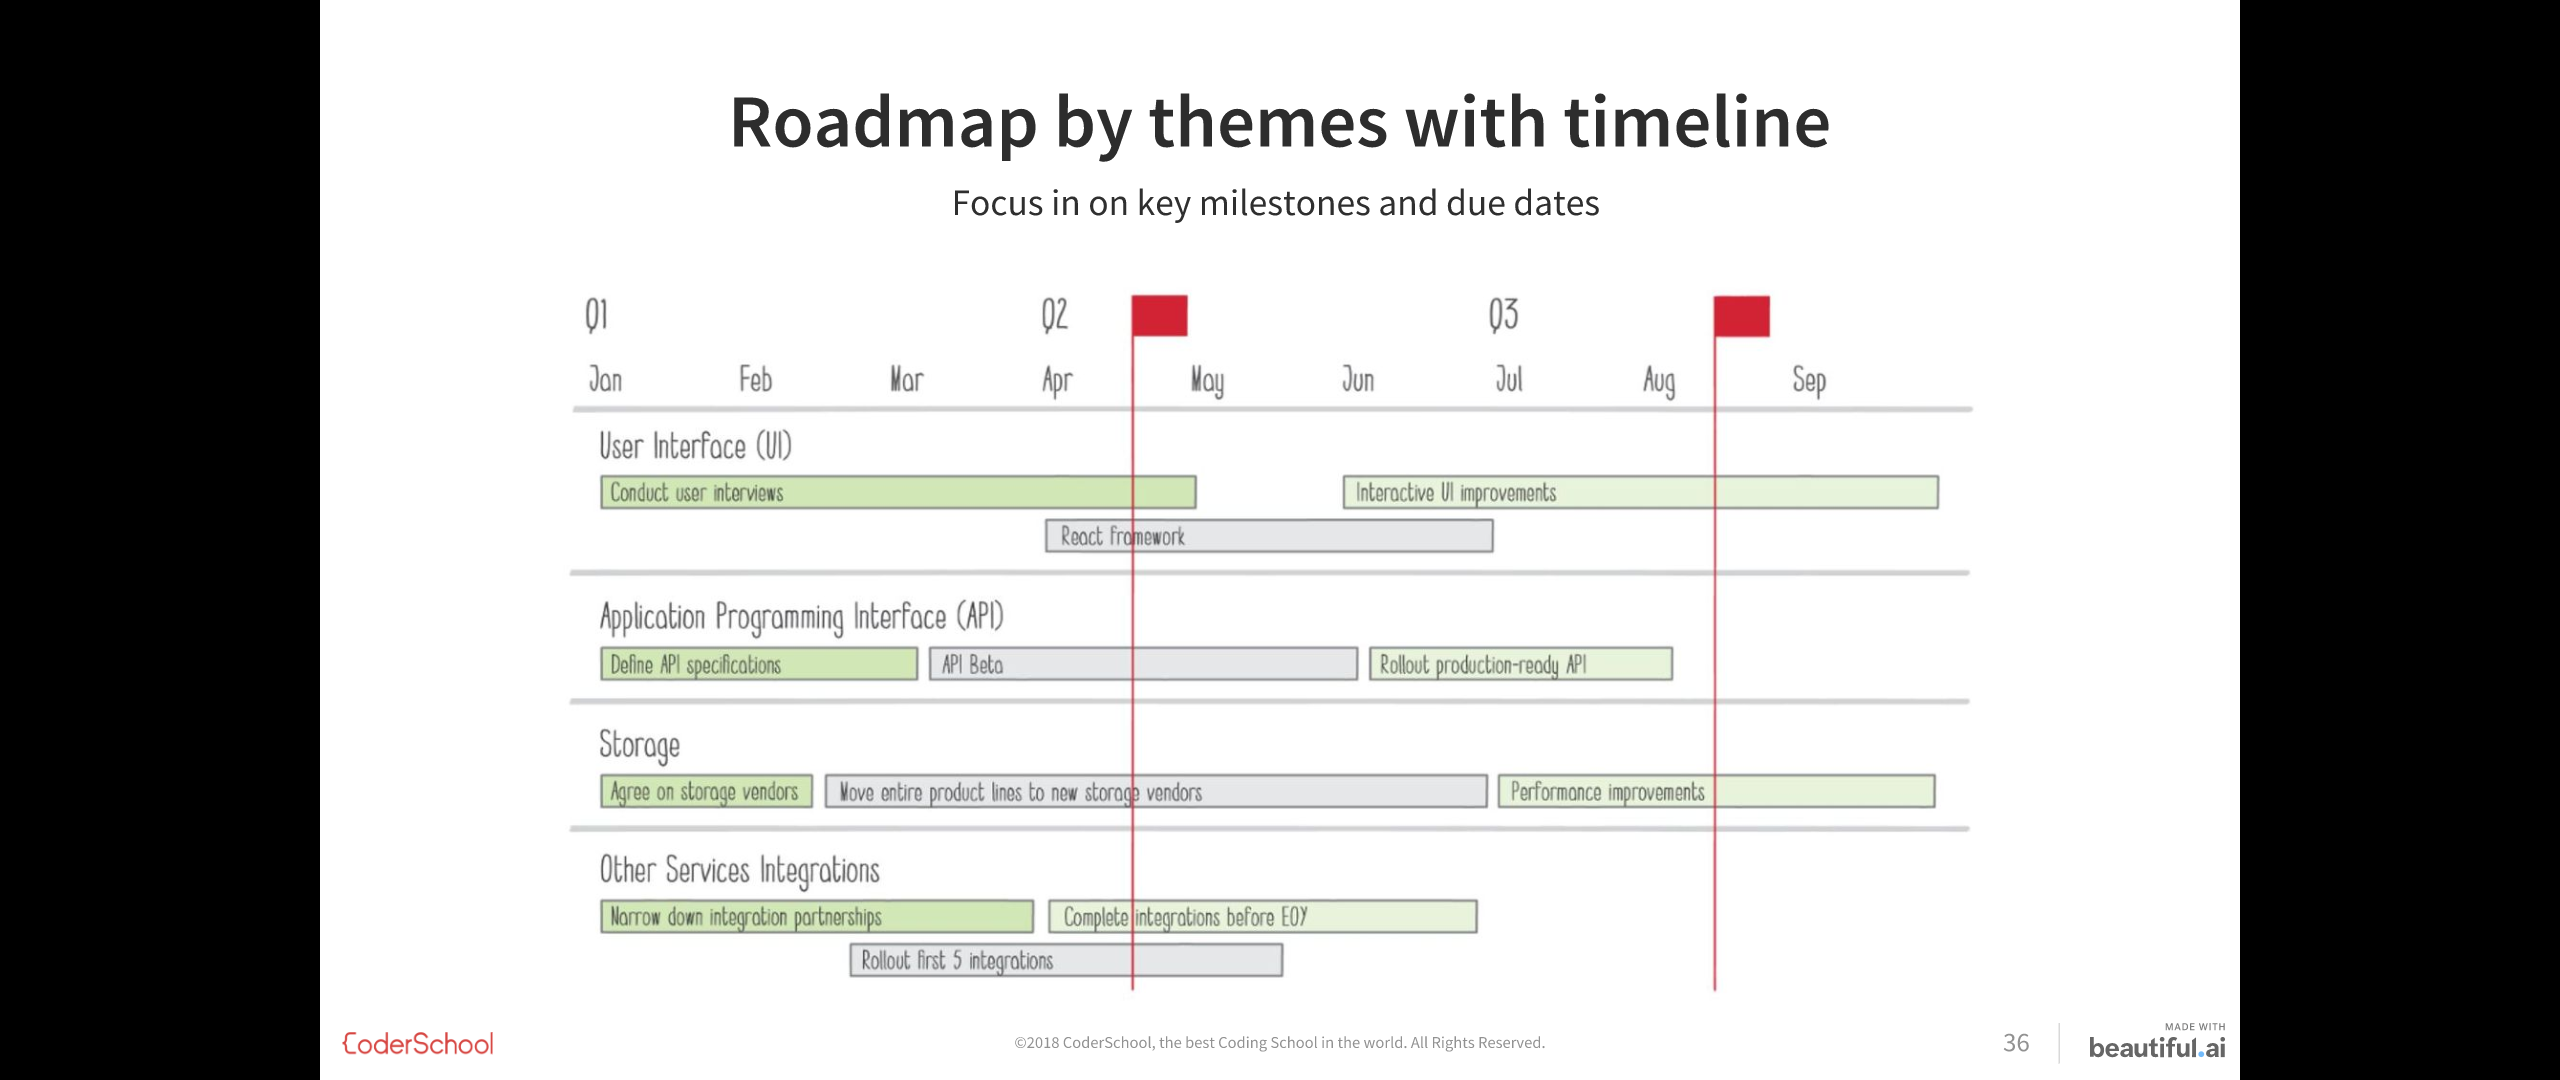 Roadmap by themes with timeline
Focus in on key milestones and due dates
Q1 Q2 Q3
Jan Feb Mar Apr May Jun Jul Aug Sep
User Interface (UI)
Conduct user interviews Interactive UI improvements
React framework
Application Programming Interface (API)
Define API specifications API Beta Rollout production-ready API
Storage
Agree on storage vendors Move entire product lines to new storage vendors Performance improvements
Other Services Integrations
Narrow down integration partnerships Complete integrations before EOY
Rollout first 5 integrations
CoderSchool
©2018 CoderSchool, the best Coding School in the world. All Rights Reserved.
36
MADE WITH
beautiful.ai